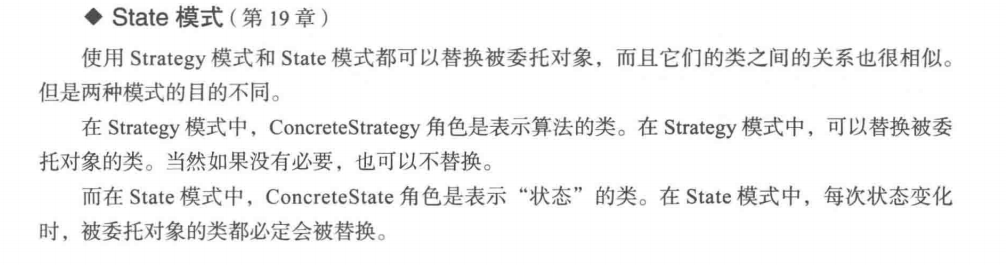 ◆ State 模式（第 19 章）
使用 Strategy 模式和 State 模式都可以替换被委托对象，而且它们的类之间的关系也很相似。
但是两种模式的目的不同。
在 Strategy 模式中，ConcreteStrategy 角色是表示算法的类。在 Strategy 模式中，可以替换被委
托对象的类。当然如果没有必要，也可以不替换。
而在 State 模式中，ConcreteState 角色是表示“状态”的类。在 State 模式中，每次状态变化
时，被委托对象的类都必定会被替换。